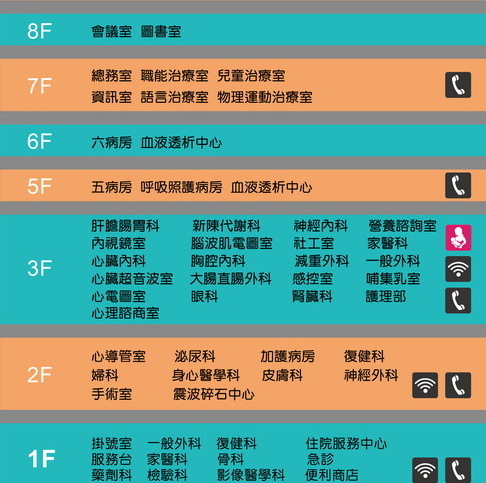 8F 會議室 圖書室
7F 總務室 職能治療室 兒童治療室
資訊室 語言治療室 物理運動治療室
6F 六病房 血液透析中心
5F 五病房 呼吸照護病房 血液透析中心
3F 肝膽腸胃科 新陳代謝科 神經內科 營養諮詢室
內視鏡室 腦波肌電圖室 社工室 家醫科
心臟內科 胸腔內科 減重外科 一般外科
心臟超音波室 大腸直腸外科 感控室 哺集乳室
心電圖室 眼科 腎臟科 護理部
心理諮商室
2F 心導管室 泌尿科 加護病房 復健科
婦科 身心醫學科 皮膚科 神經外科
手術室 震波碎石中心
1F 掛號室 一般外科 復健科 住院服務中心
服務台 家醫科 骨科 急診
藥劑科 檢驗科 影像醫學科 便利商店